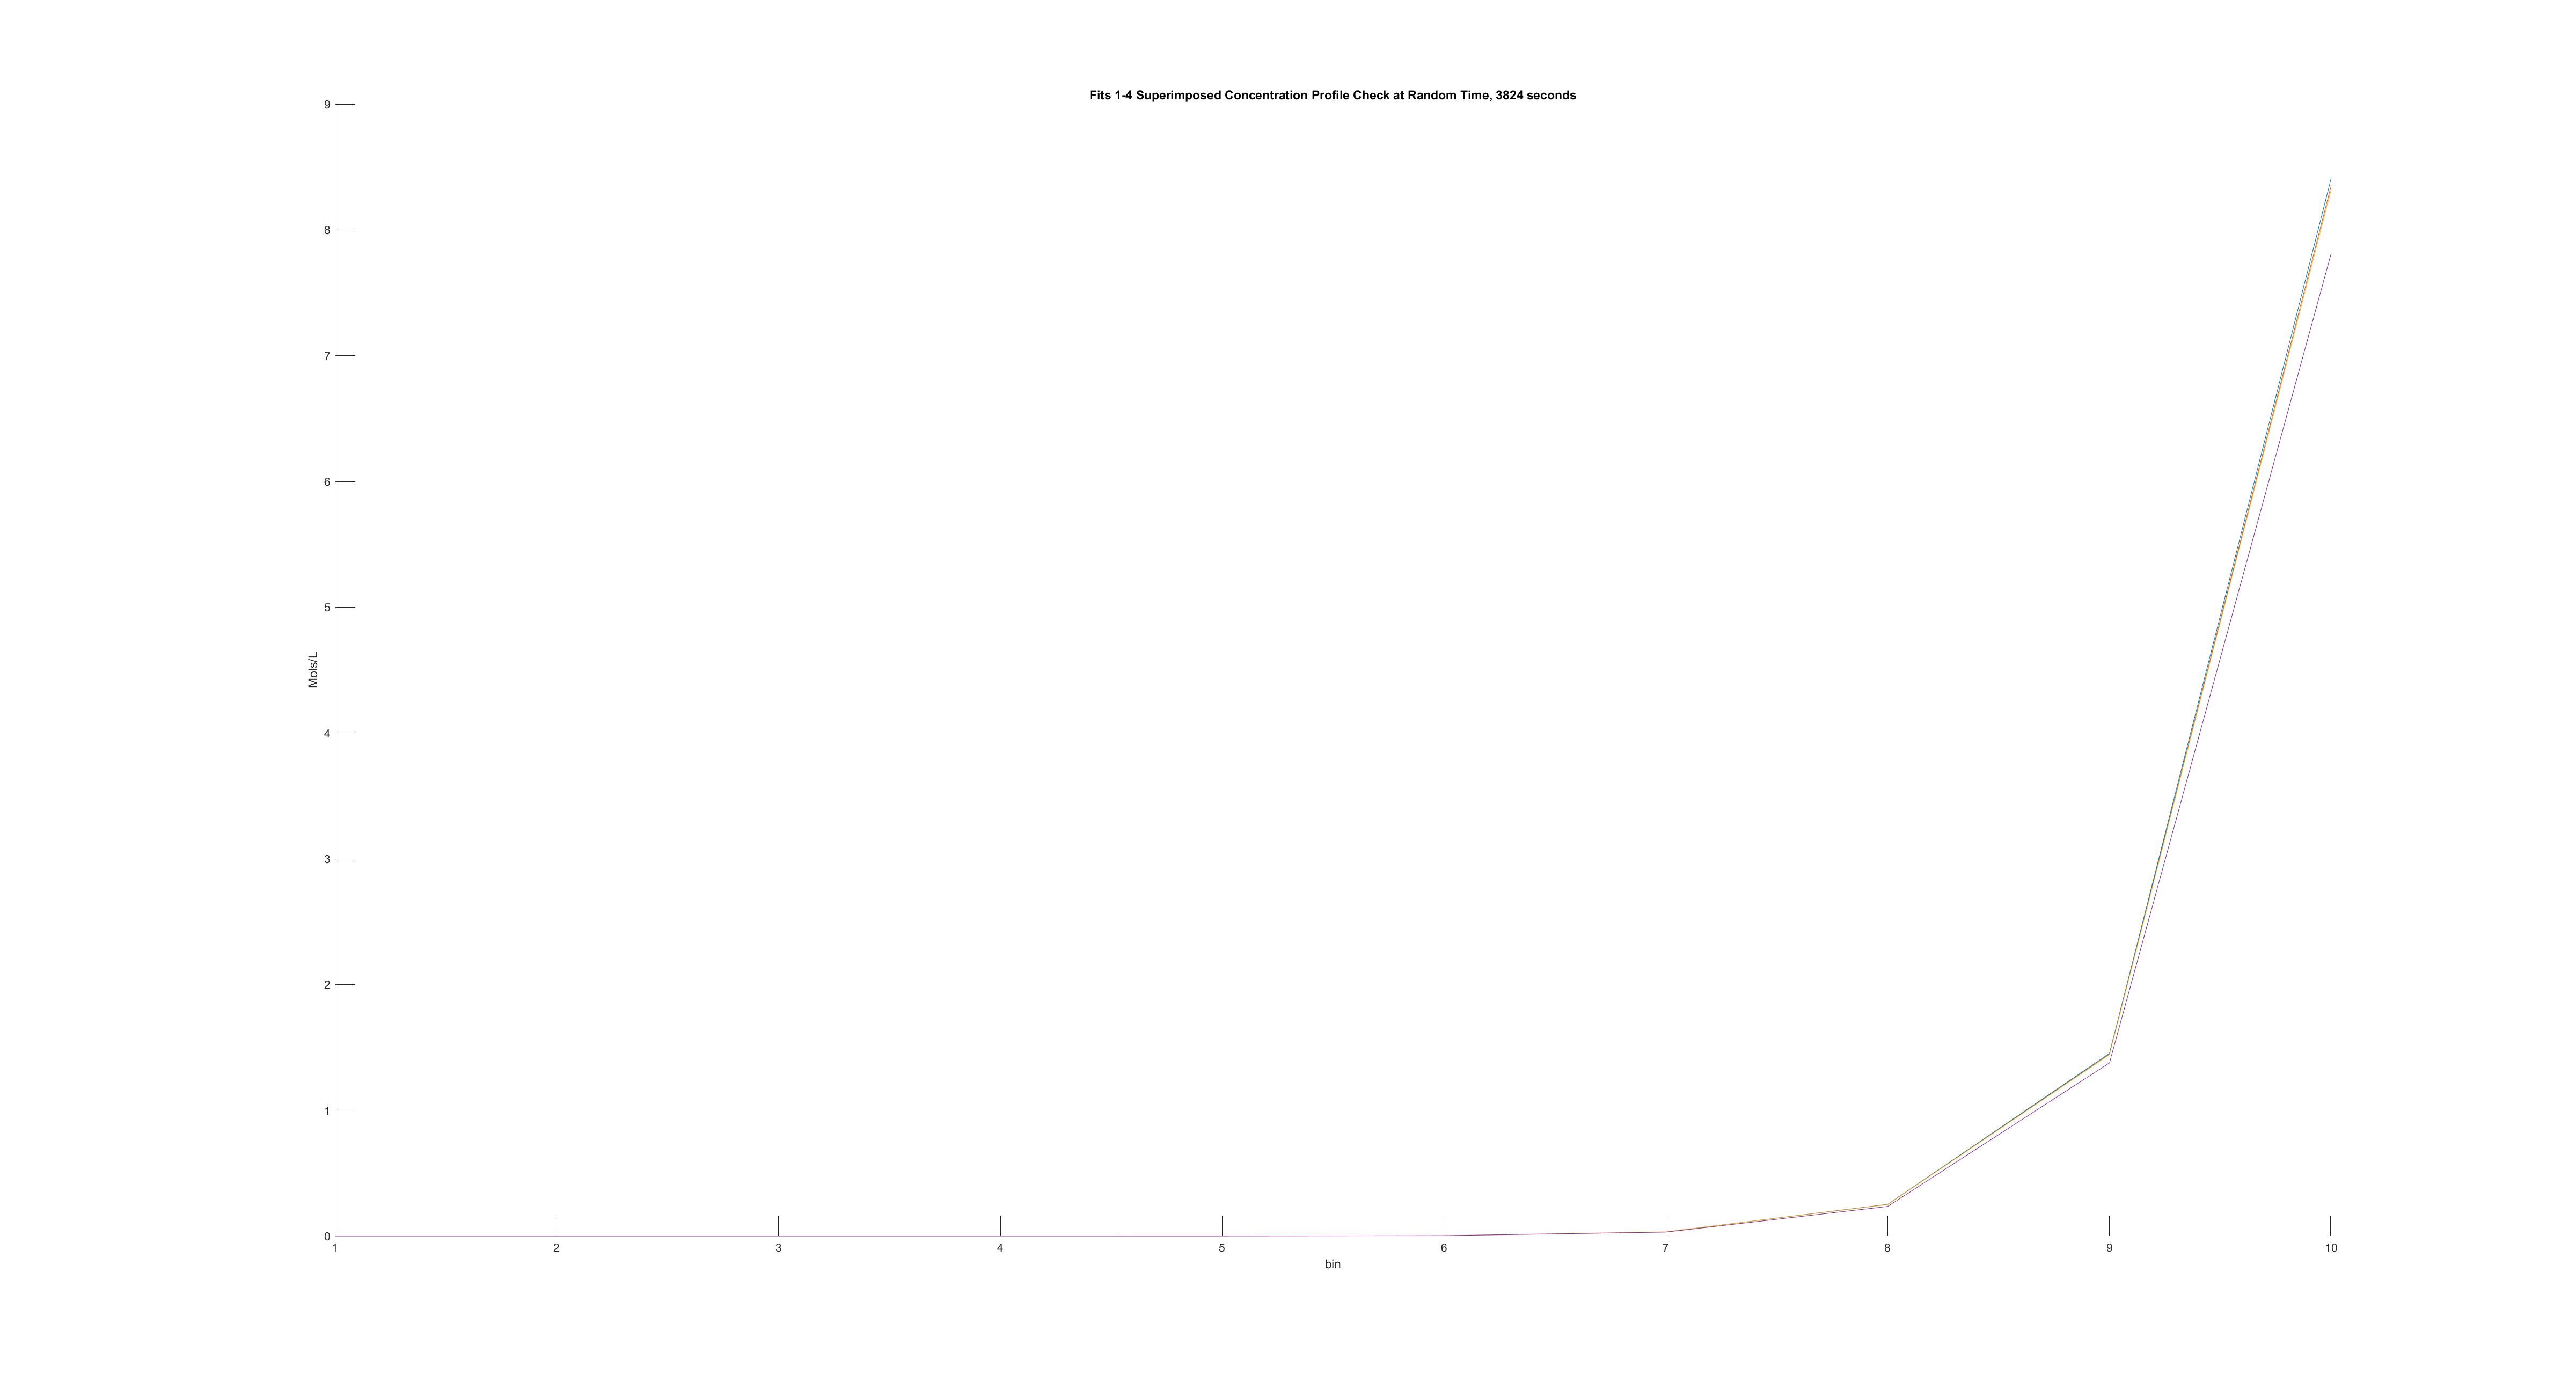 Fits 1-4 Superimposed Concentration Profile Check at Random Time, 3824 seconds
9
8
7
6
5
4
3
2
1
0
Mols/L
1 2 3 4 5 6 7 8 9 10
bin